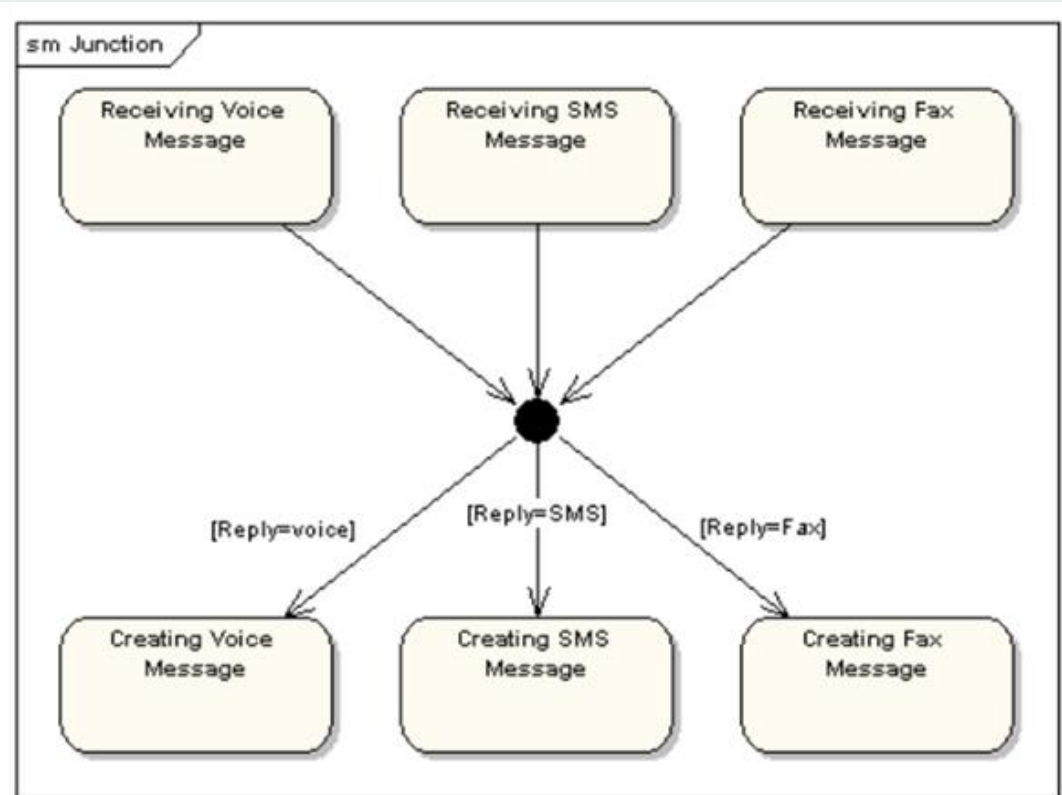 sm Junction
Receiving Voice
Message
Receiving SMS
Message
Receiving Fax
Message
[Reply=voice]
[Reply=SMS]
[Reply=Fax]
Creating Voice
Message
Creating SMS
Message
Creating Fax
Message